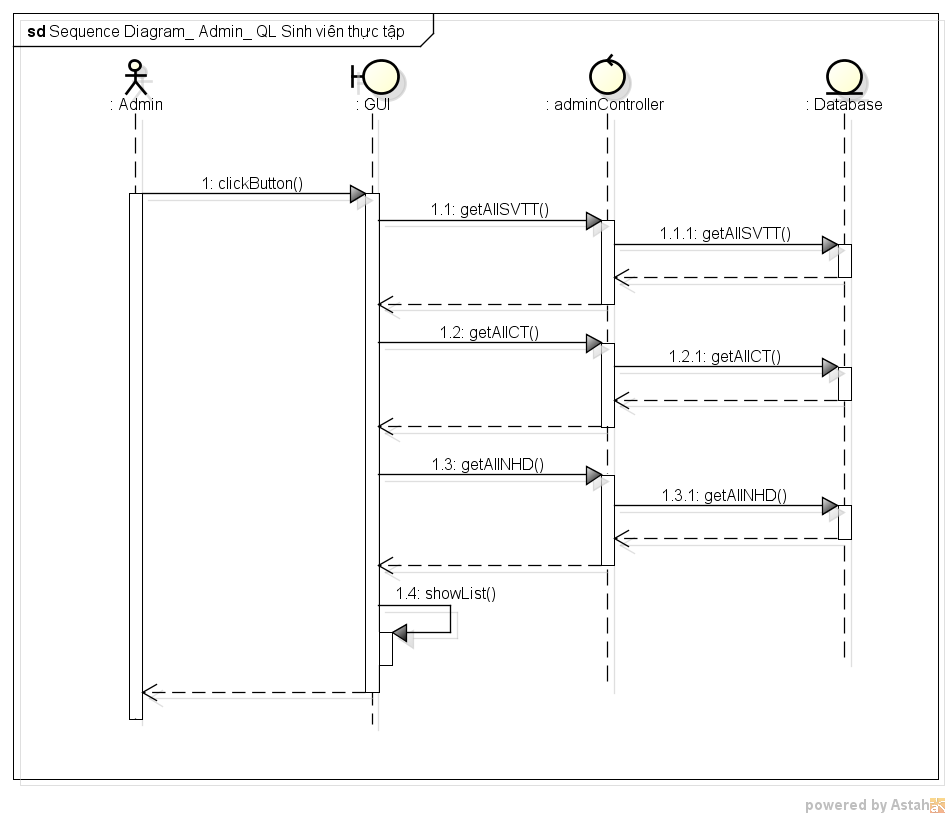 sd Sequence Diagram_ Admin_ QL Sinh viên thực tập
: Admin
: GUI
: adminController
: Database
1: clickButton()
1.1: getAllSVTT()
1.1.1: getAllSVTT()
1.2: getAllCT()
1.2.1: getAllCT()
1.3: getAllNHD()
1.3.1: getAllNHD()
1.4: showList()
powered by Astah